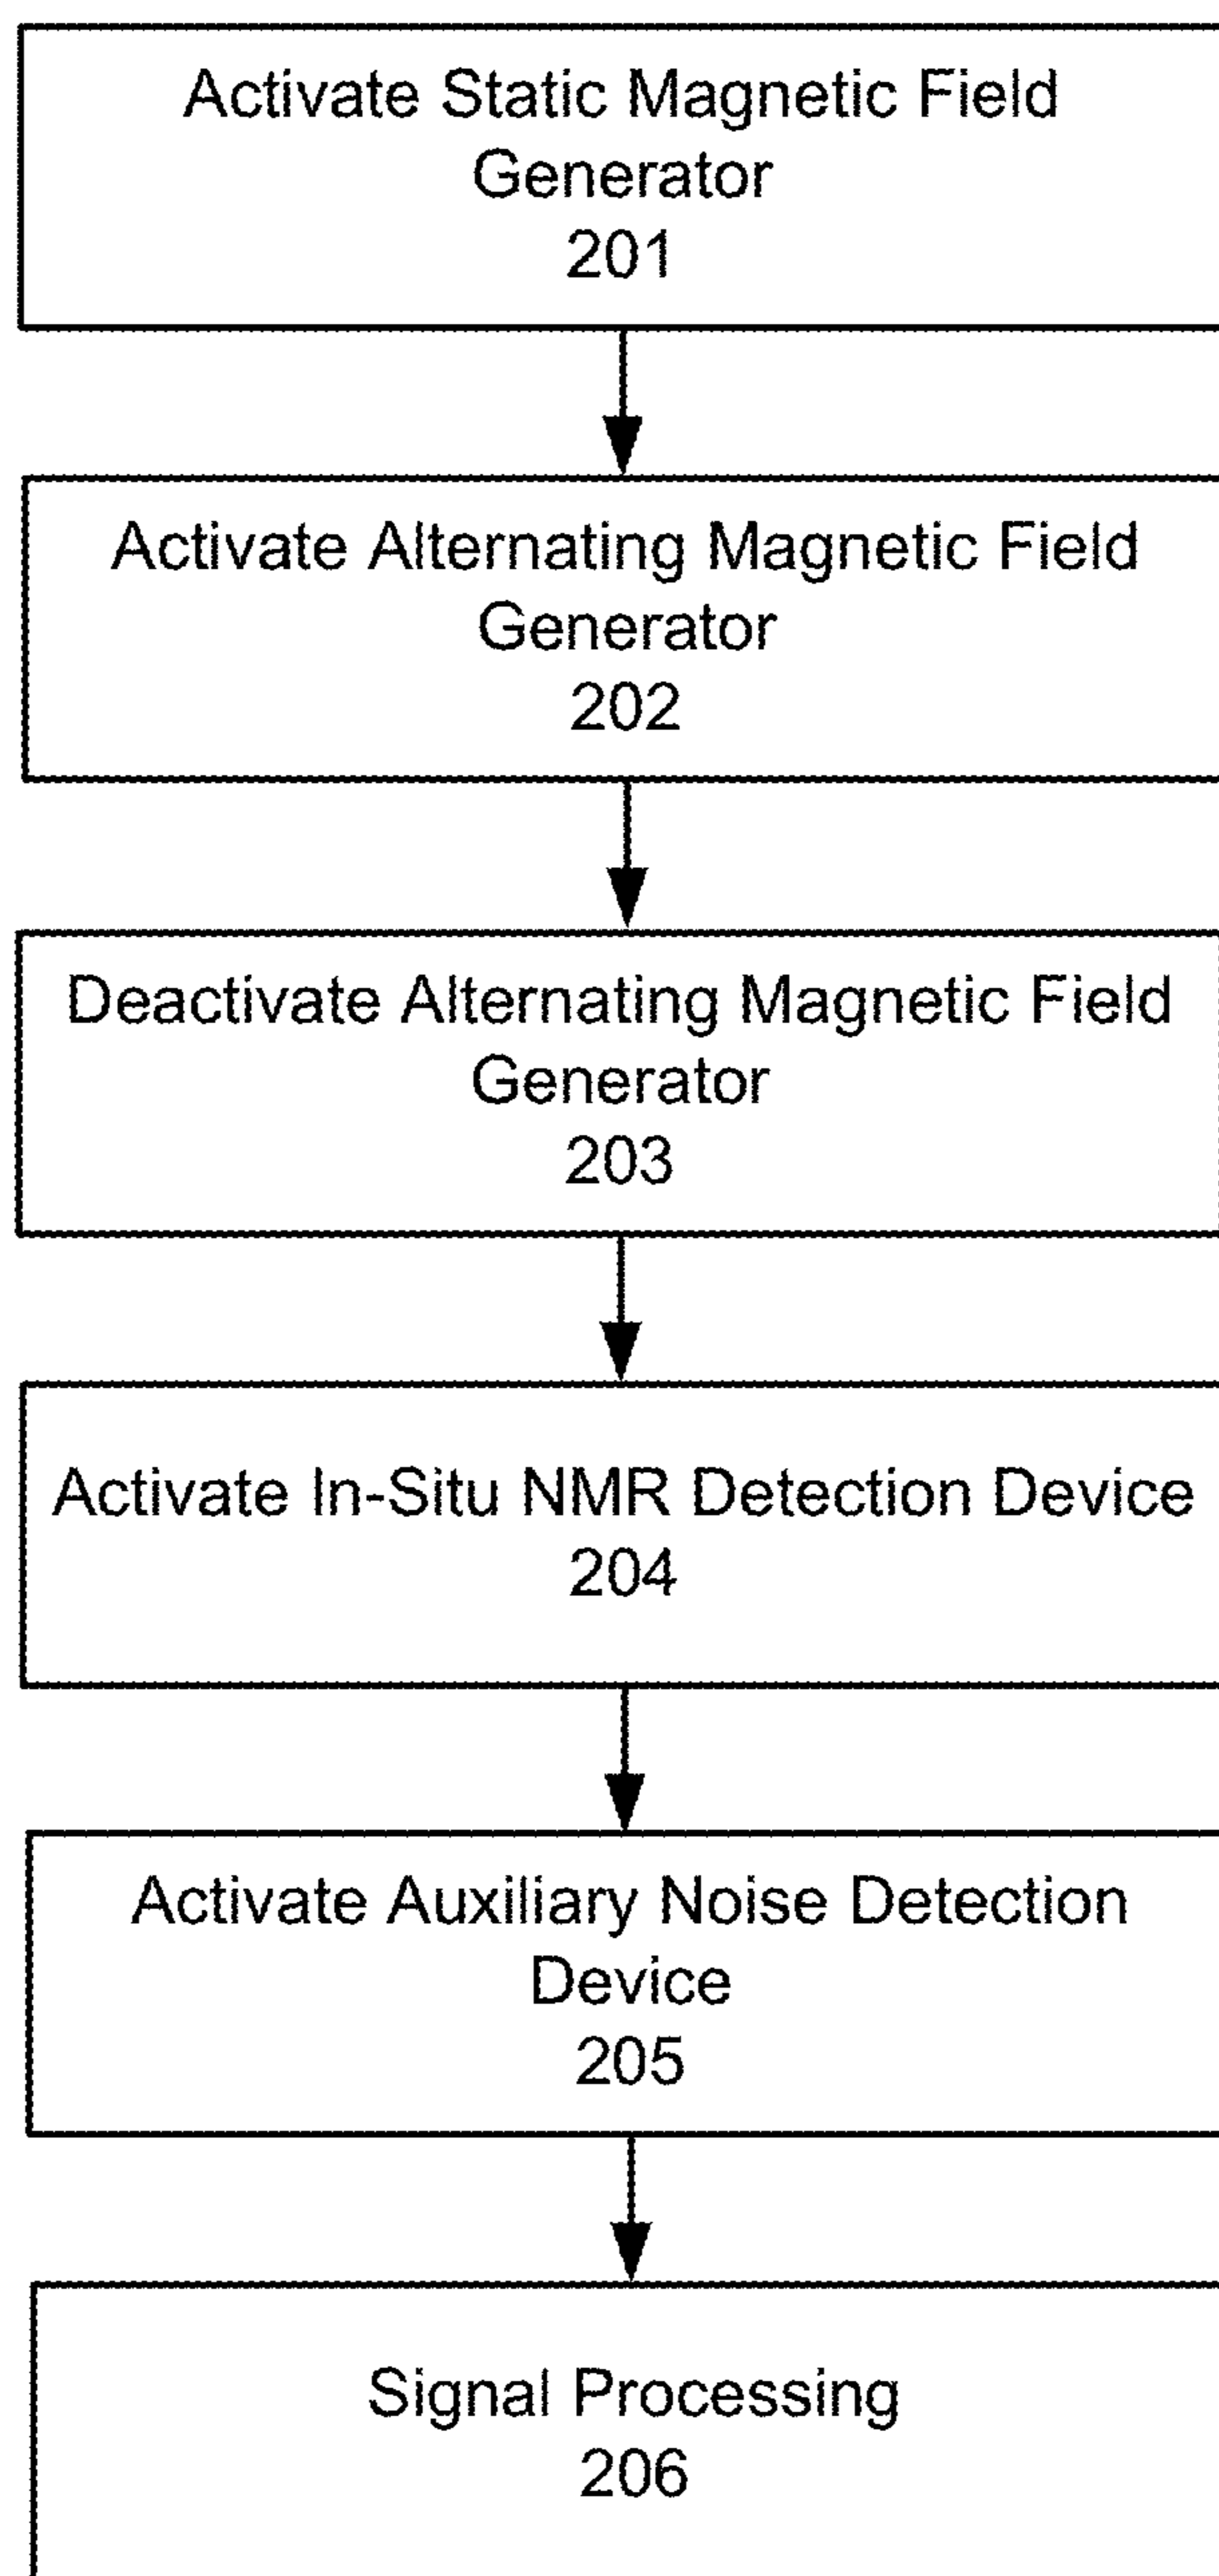 Activate Static Magnetic Field
Generator
201
Activate Alternating Magnetic Field
Generator
202
Deactivate Alternating Magnetic Field
Generator
203
Activate In-Situ NMR Detection Device
204
Activate Auxiliary Noise Detection
Device
205
Signal Processing
206